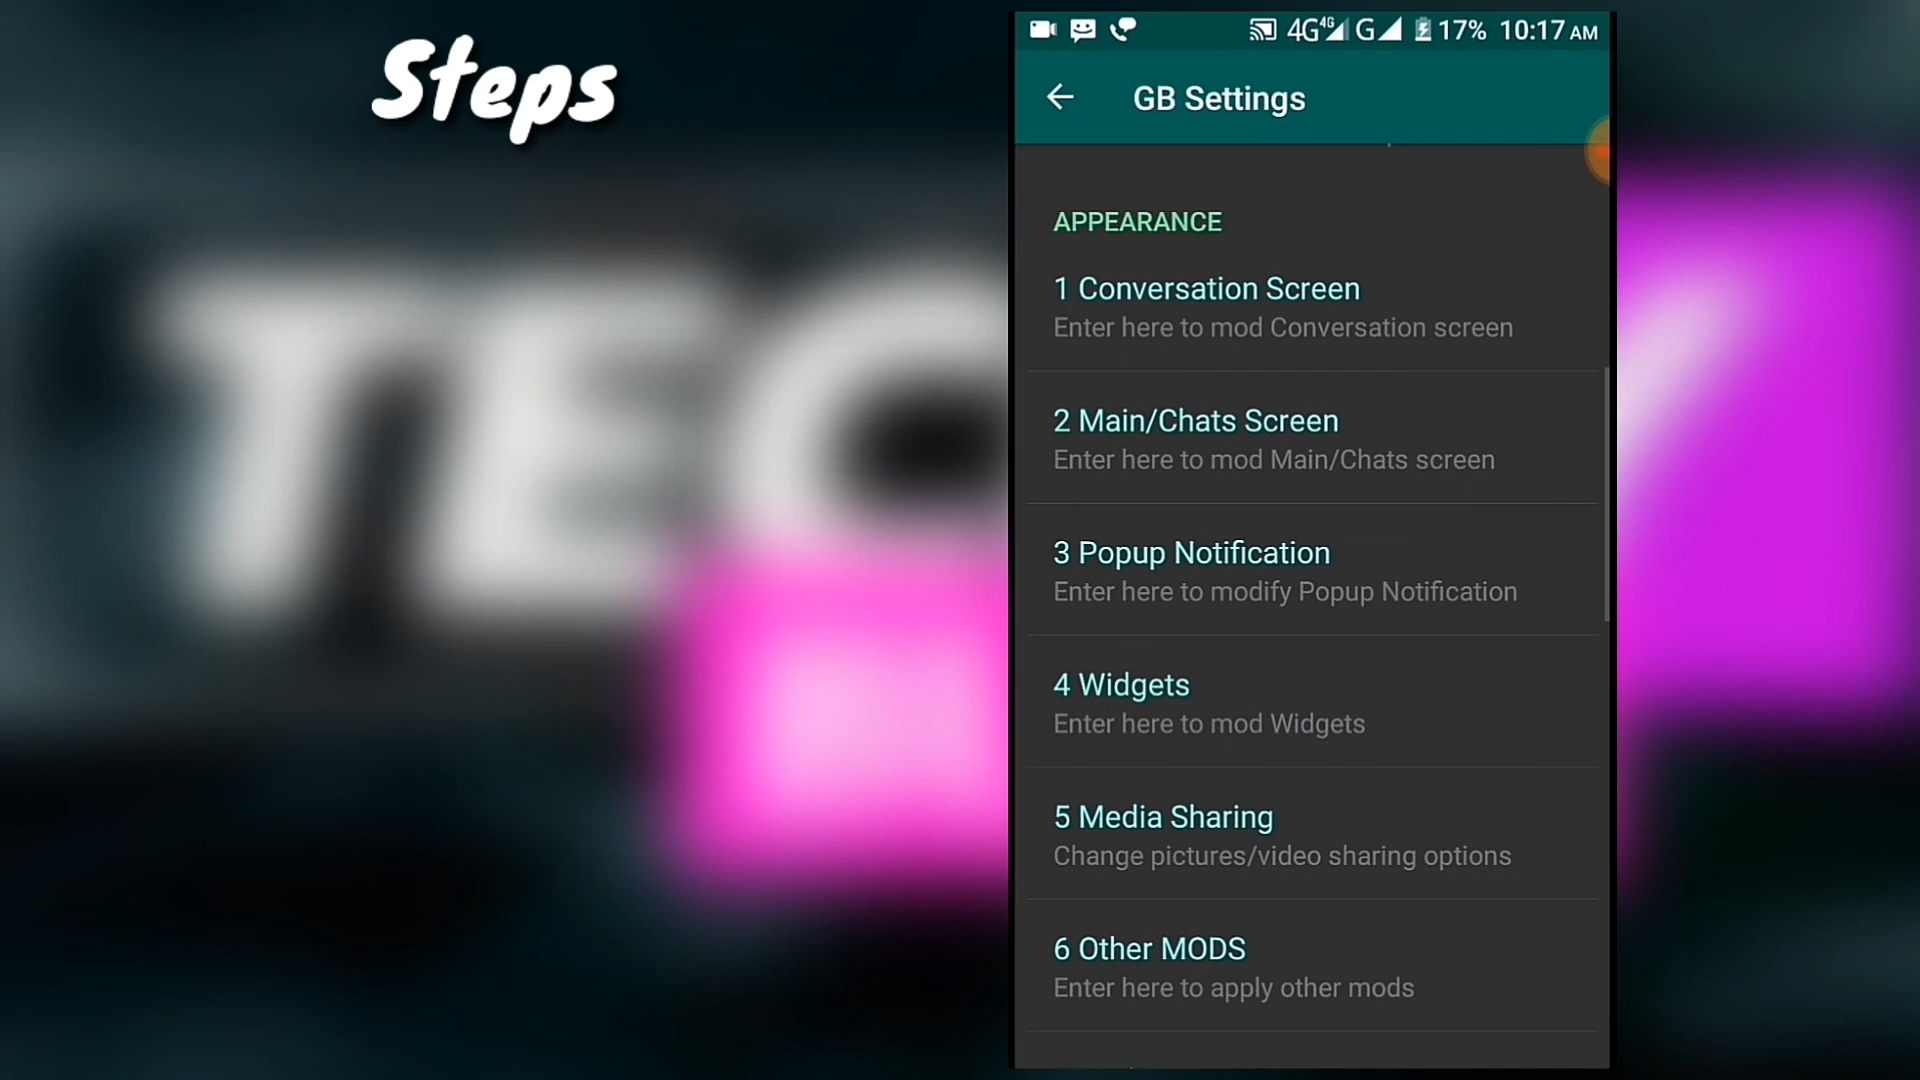 Steps
4G 4G G 17% 10:17 AM
GB Settings
APPEARANCE
1 Conversation Screen
Enter here to mod Conversation screen
2 Main/Chats Screen
Enter here to mod Main/Chats screen
3 Popup Notification
Enter here to modify Popup Notification
4 Widgets
Enter here to mod Widgets
5 Media Sharing
Change pictures/video sharing options
6 Other MODS
Enter here to apply other mods
TEC